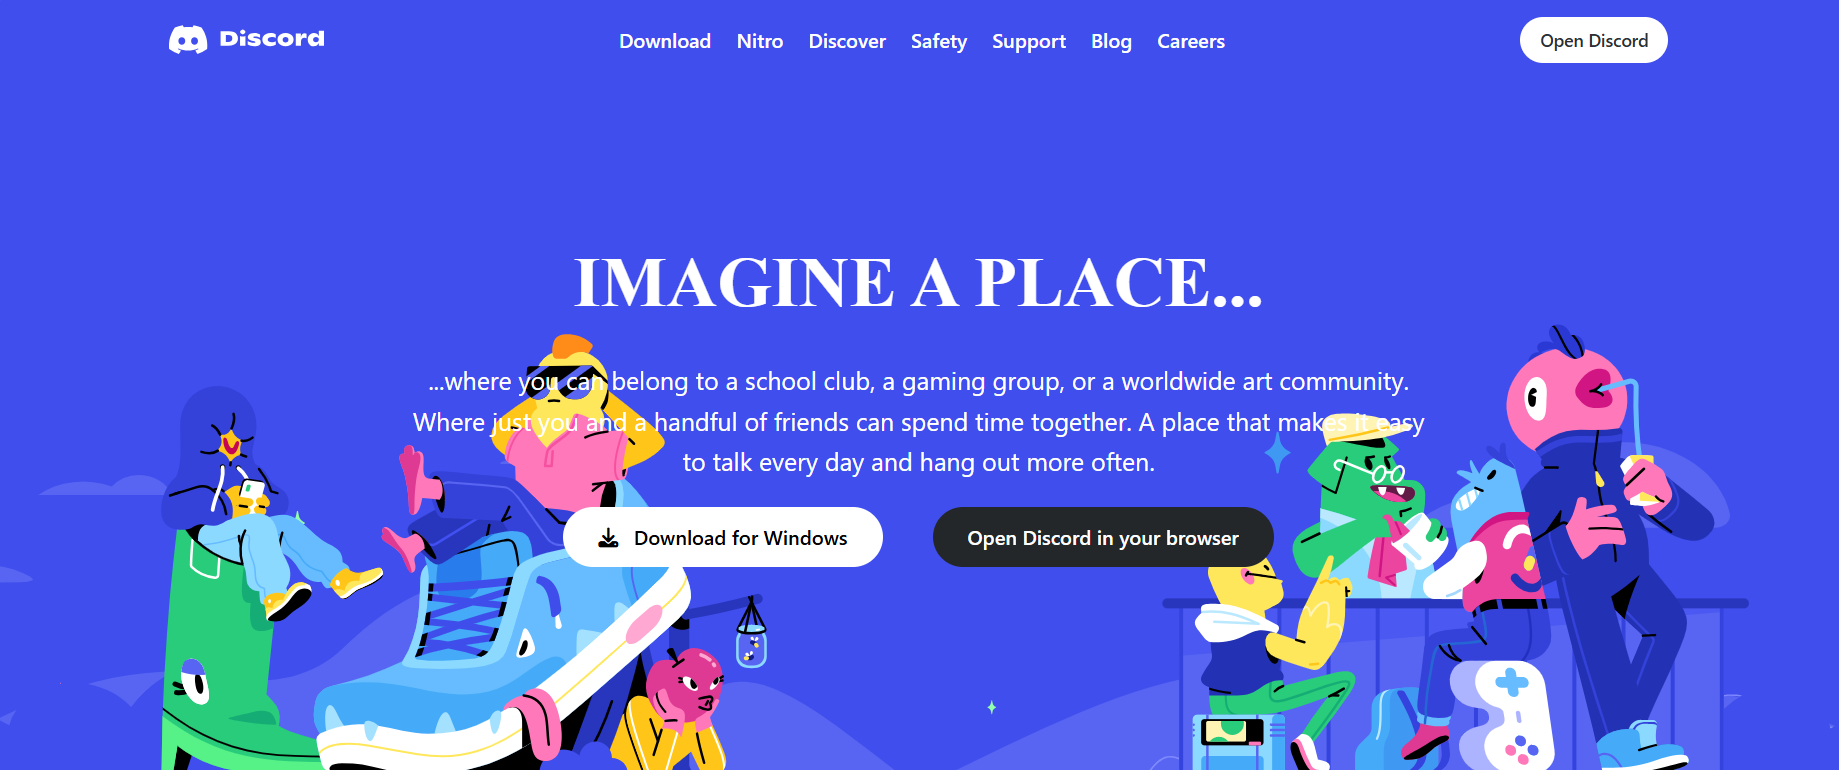 Discord
Download Nitro Discover Safety Support Blog Careers
Open Discord
IMAGINE A PLACE...
...where you can belong to a school club, a gaming group, or a worldwide art community.
Where just you and a handful of friends can spend time together. A place that makes it easy
to talk every day and hang out more often.
Download for Windows
Open Discord in your browser